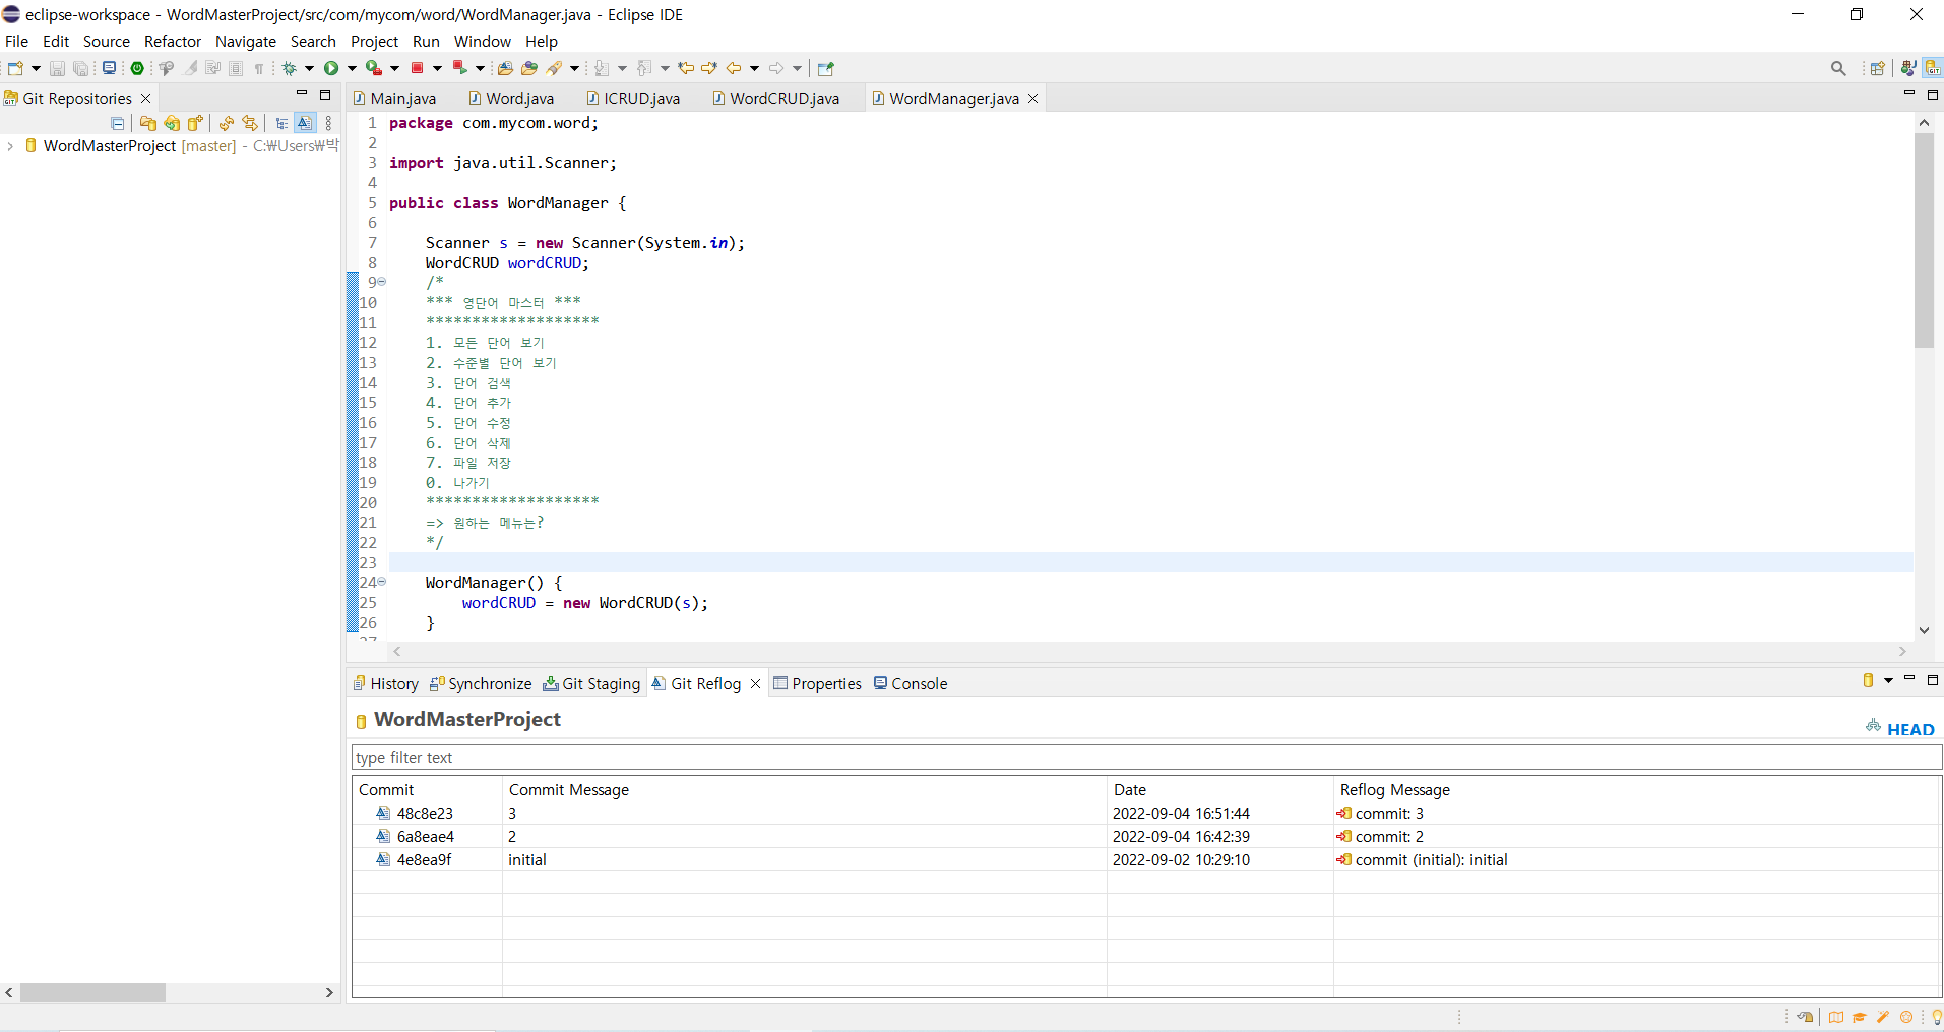 eclipse-workspace - WordMasterProject/src/com/mycom/word/WordManager.java - Eclipse IDE
File Edit Source Refactor Navigate Search Project Run Window Help
Git Repositories
Main.java Word.java ICRUD.java WordCRUD.java WordManager.java
WordMasterProject [master] - C:₩Users₩박
1 package com.mycom.word;
2
3 import java.util.Scanner;
4
5 public class WordManager {
6
7 Scanner s = new Scanner(System.in);
8 WordCRUD wordCRUD;
9 /*
10 *** 영단어 마스터 ***
11 *******************
12 1. 모든 단어 보기
13 2. 수준별 단어 보기
14 3. 단어 검색
15 4. 단어 추가
16 5. 단어 수정
17 6. 단어 삭제
18 7. 파일 저장
19 0. 나가기
20 *******************
21 => 원하는 메뉴는?
22 */
23
24 WordManager() {
25 wordCRUD = new WordCRUD(s);
26 }
27
History Synchronize Git Staging Git Reflog Properties Console
WordMasterProject
HEAD
type filter text
Commit Commit Message Date Reflog Message
48c8e23 3 2022-09-04 16:51:44 commit: 3
6a8eae4 2 2022-09-04 16:42:39 commit: 2
4e8ea9f initial 2022-09-02 10:29:10 commit (initial): initial